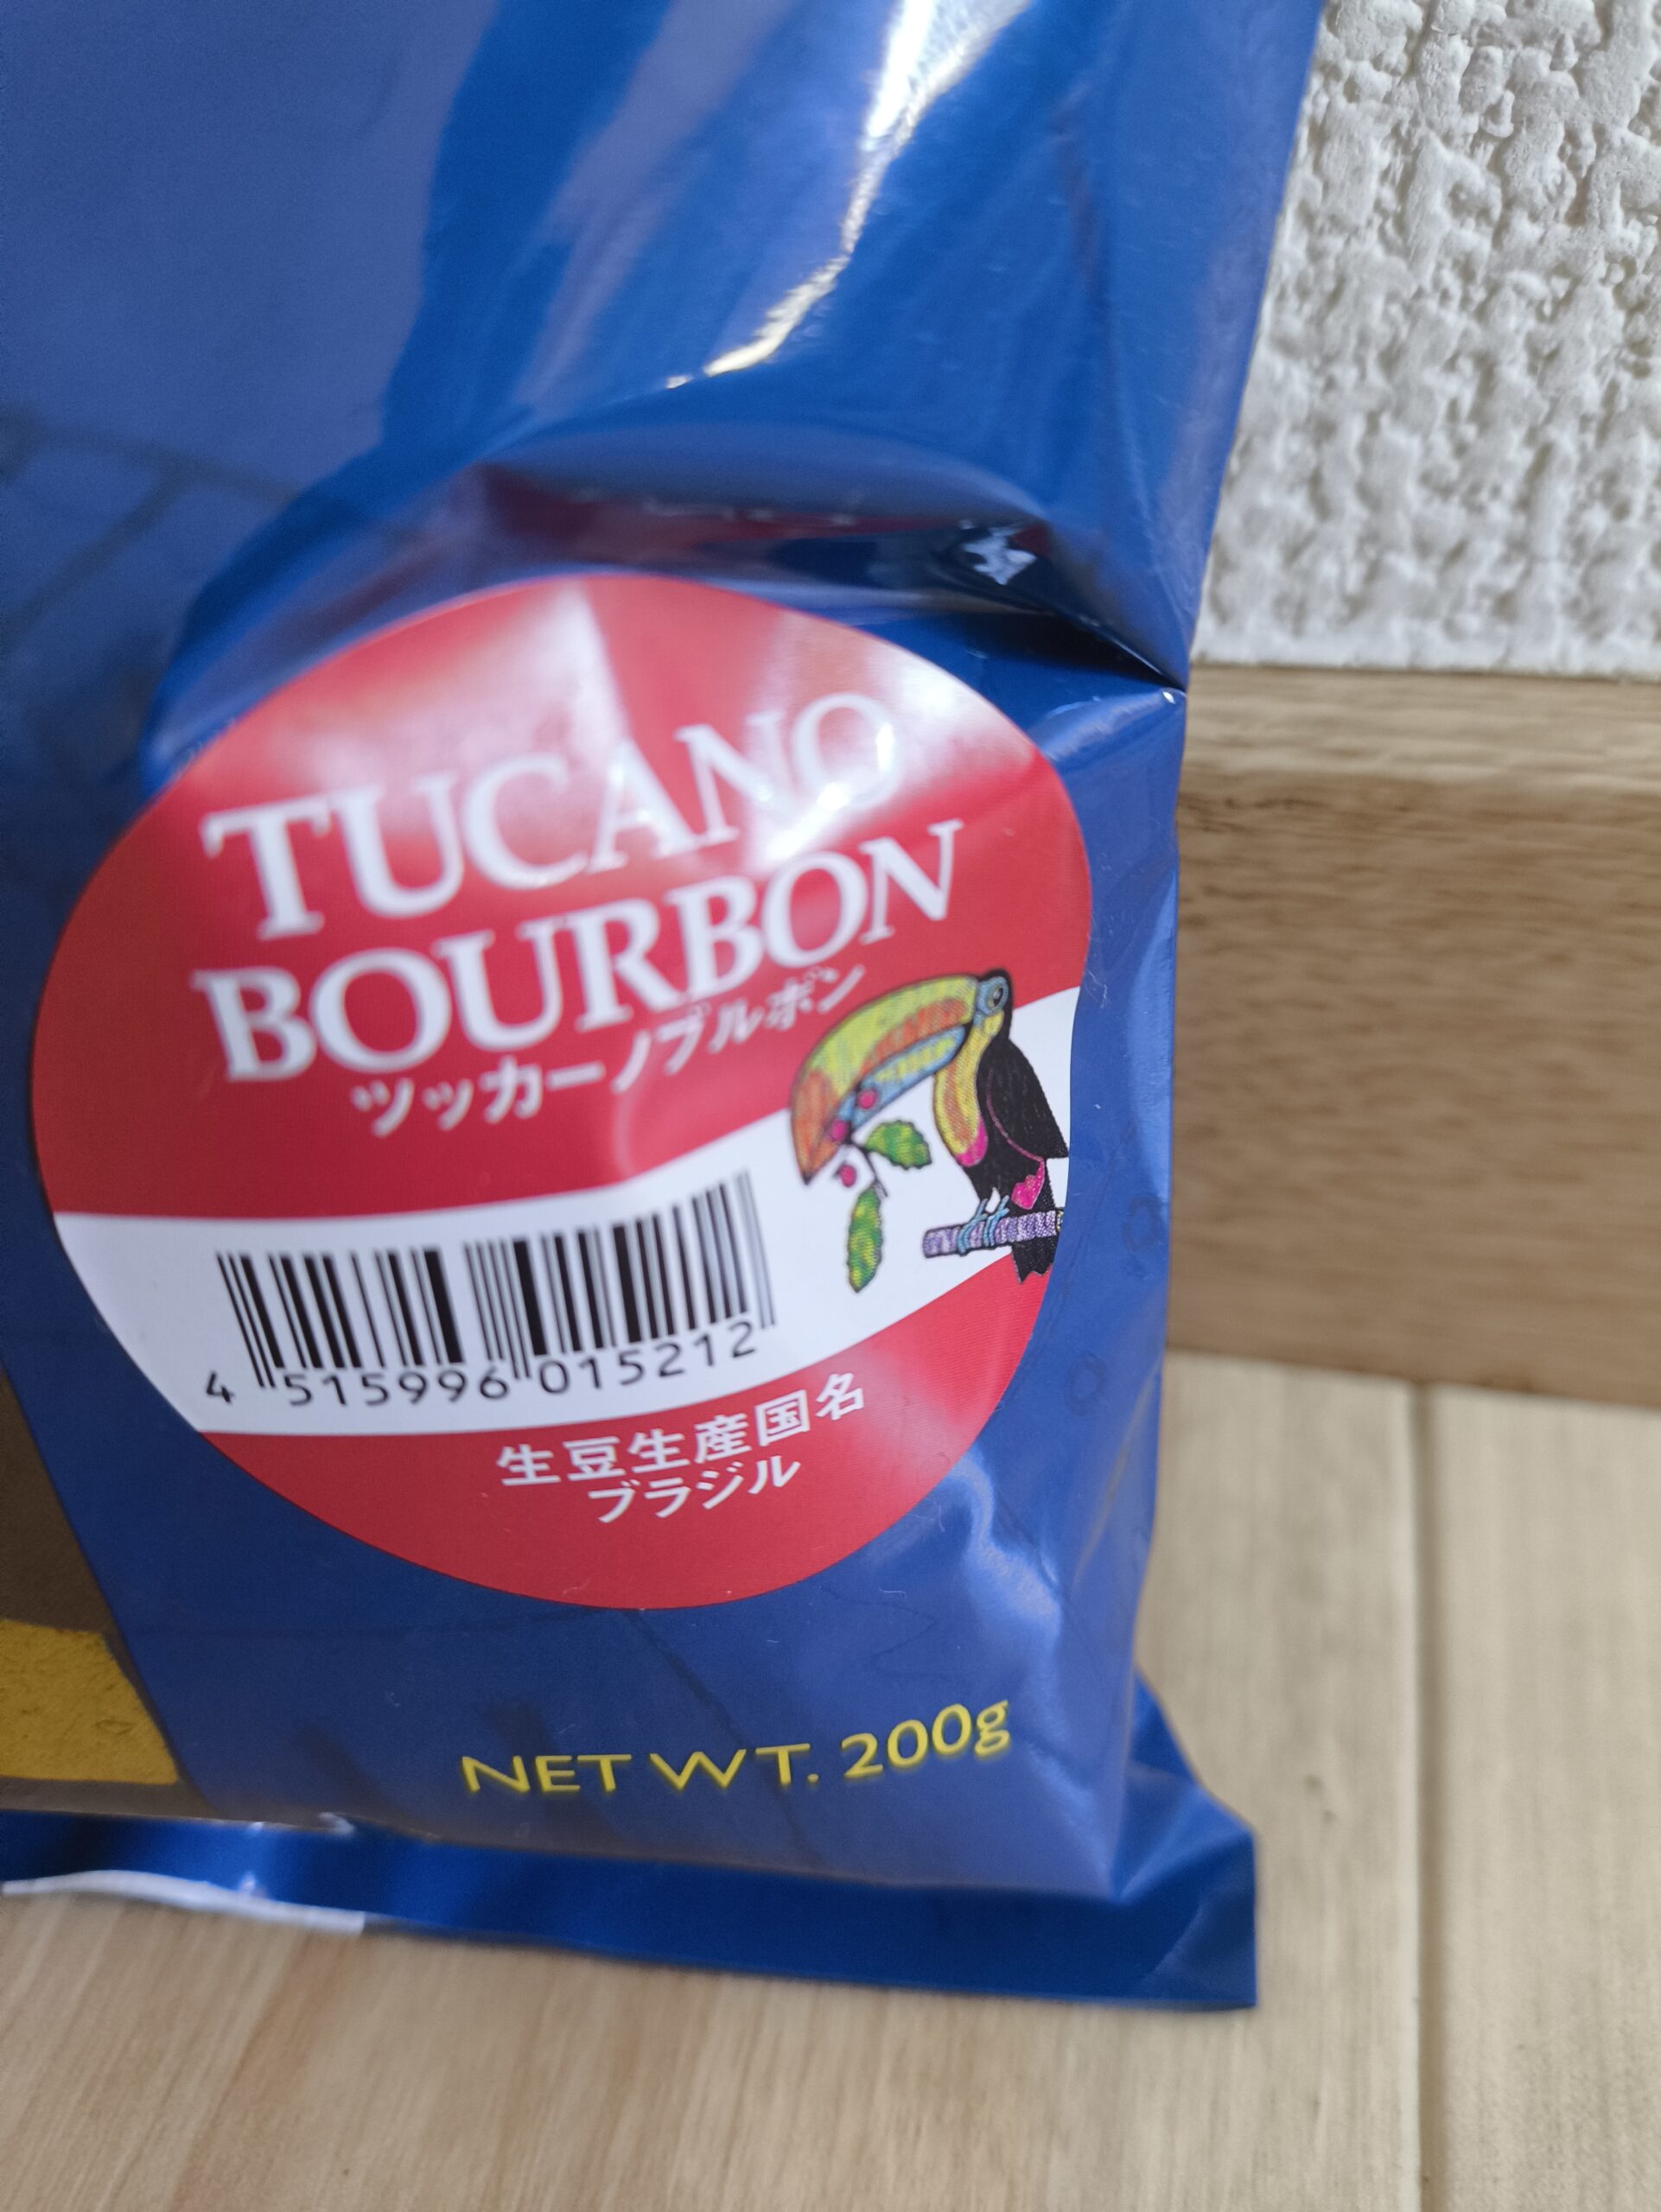 TUCANO
BOURBON
ツッカーノブルボン
4 515996 015212
生豆生産国名
ブラジル
NET WT. 200g